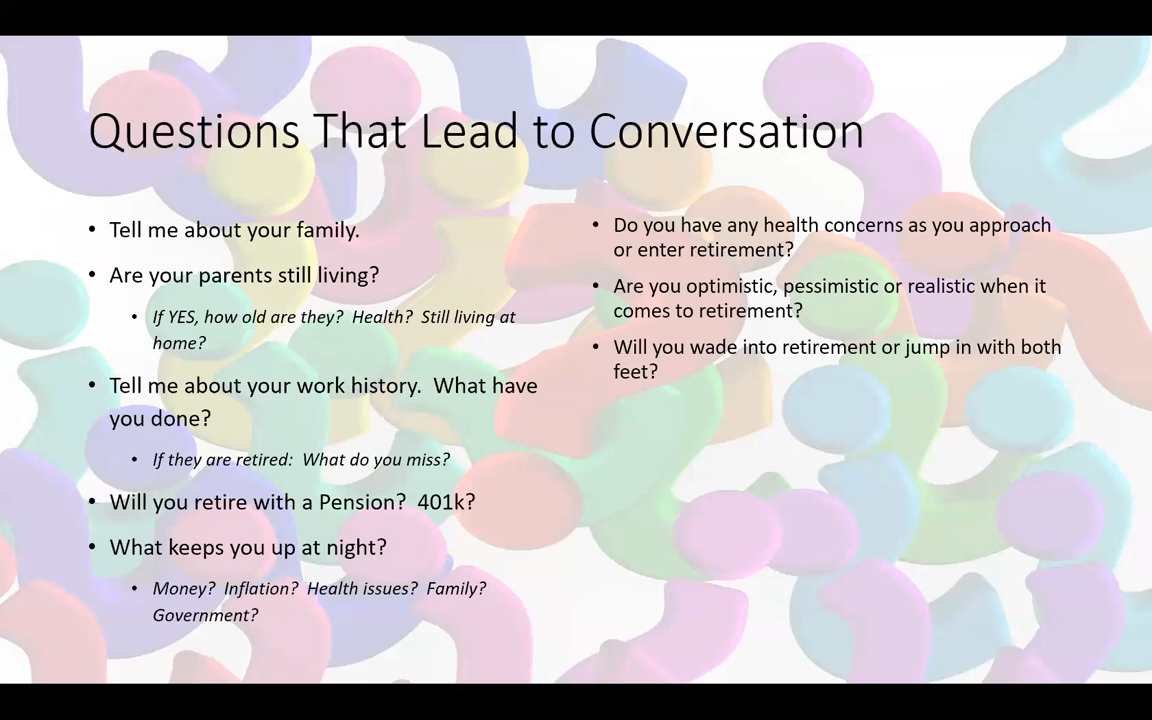 Questions That Lead to Conversation
• Tell me about your family.
• Are your parents still living?
• If YES, how old are they? Health? Still living at
home?
• Tell me about your work history. What have
you done?
• If they are retired: What do you miss?
• Will you retire with a Pension? 401k?
• What keeps you up at night?
• Money? Inflation? Health issues? Family?
Government?
• Do you have any health concerns as you approach
or enter retirement?
• Are you optimistic, pessimistic or realistic when it
comes to retirement?
• Will you wade into retirement or jump in with both
feet?